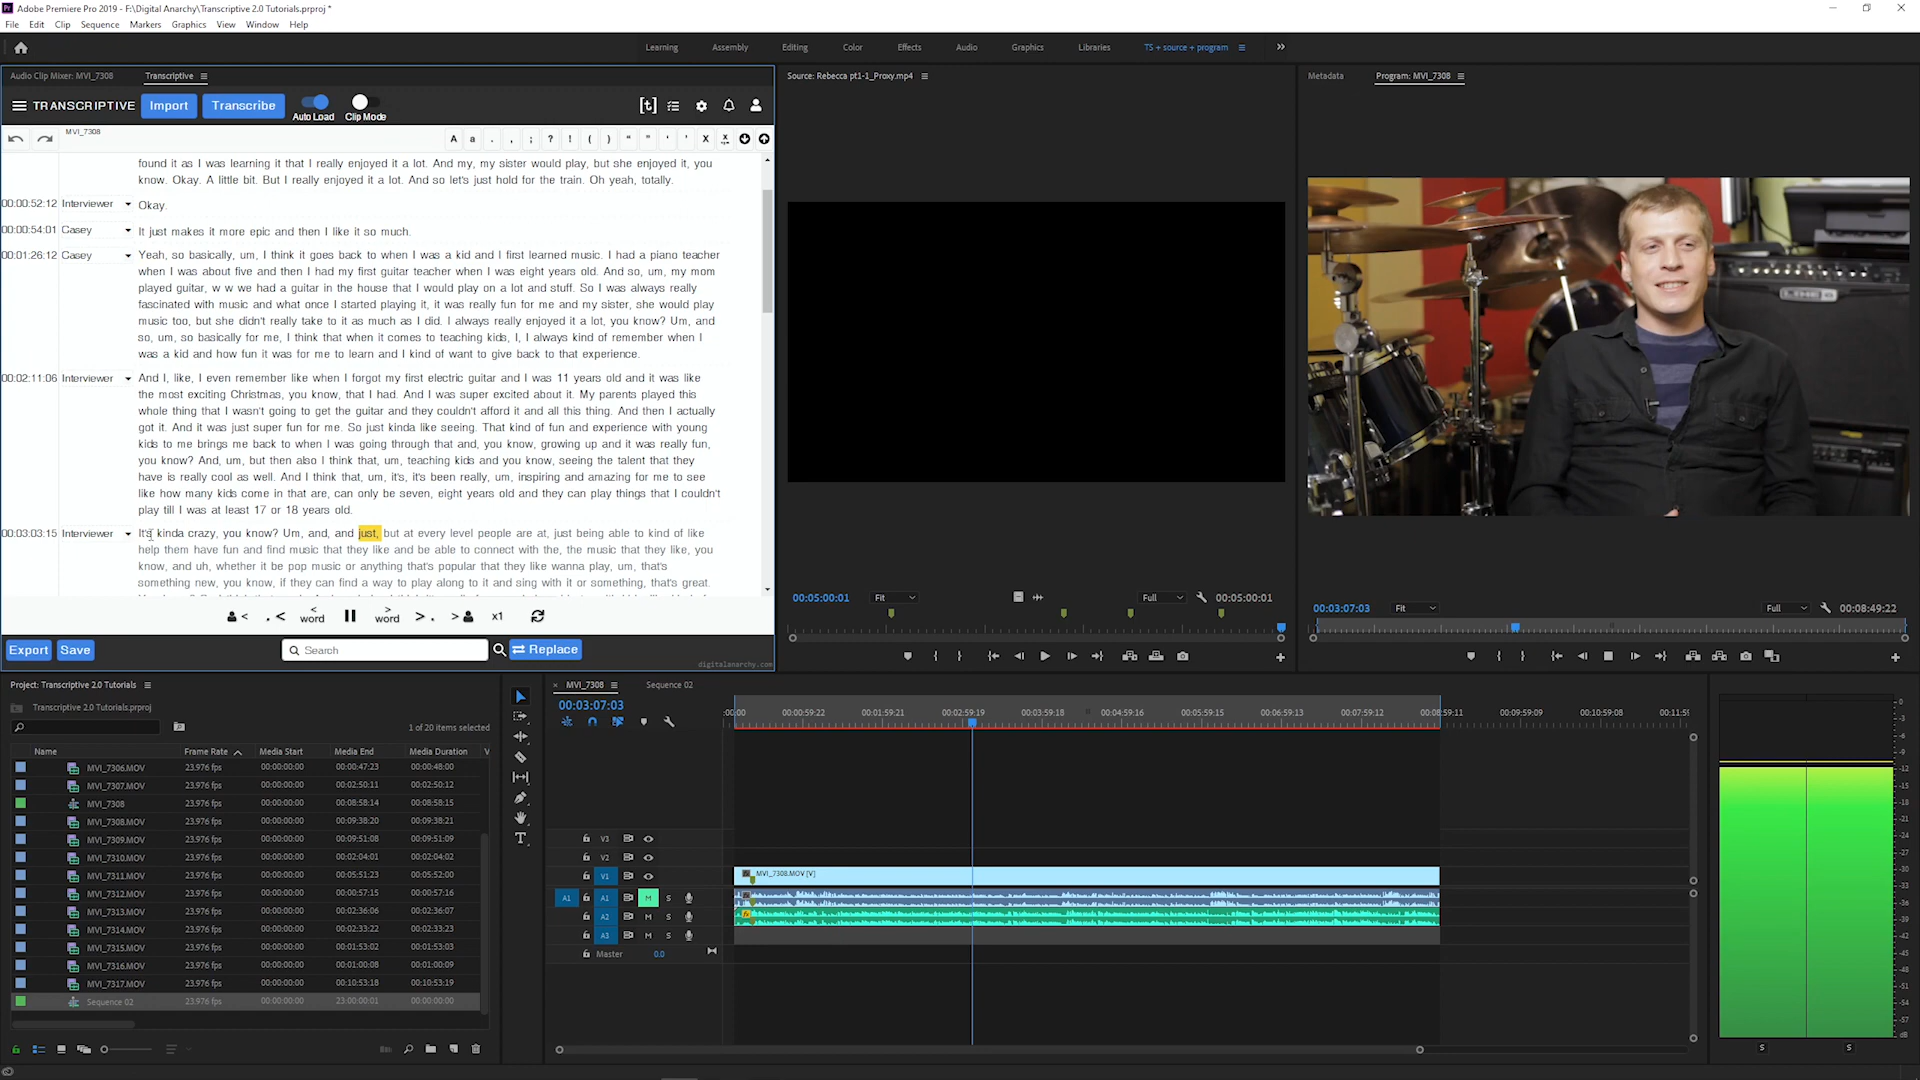 Adobe Premiere Pro 2019 - F:\Digital Anarchy\Transcriptive 2.0 Tutorials.prproj *
File Edit Clip Sequence Markers Graphics View Window Help
Learning Assembly Editing Color Effects Audio Graphics Libraries TS + source + program
Audio Clip Mixer: MVI_7308 Transcriptive
TRANSCRIPTIVE Import Transcribe Auto Load Clip Mode
MVI_7308
A a . , ; ? ! ( ) “ ” ‘ ’ X
found it as I was learning it that I really enjoyed it a lot. And my, my sister would play, but she enjoyed it, you
know. Okay. A little bit. But I really enjoyed it a lot. And so let's just hold for the train. Oh yeah, totally.
00:00:52:12 Interviewer Okay.
00:00:54:01 Casey It just makes it more epic and then I like it so much.
00:01:26:12 Casey Yeah, so basically, um, I think it goes back to when I was a kid and I first learned music. I had a piano teacher
when I was about five and then I had my first guitar teacher when I was eight years old. And so, um, my mom
played guitar, w w we had a guitar in the house that I would play on a lot and stuff. So I was always really
fascinated with music and what once I started playing it, it was really fun for me and my sister, she would play
music too, but she didn't really take to it as much as I did. I always really enjoyed it a lot, you know? Um, and
so, um, so basically for me, I think that when it comes to teaching kids, I, I always kind of remember when I
was a kid and how fun it was for me to learn and I kind of want to give back to that experience.
00:02:11:06 Interviewer And I, like, I even remember like when I forgot my first electric guitar and I was 11 years old and it was like
the most exciting Christmas, you know, that I had. And I was super excited about it. My parents played this
whole thing that I wasn't going to get the guitar and they couldn't afford it and all this thing. And then I actually
got it. And it was just super fun for me. So just kinda like seeing. That kind of fun and experience with young
kids to me brings me back to when I was going through that and, you know, growing up and it was really fun,
you know? And, um, but then also I think that, um, teaching kids and you know, seeing the talent that they
have is really cool as well. And I think that, um, it's, it's been really, um, inspiring and amazing for me to see
like how many kids come in that are, can only be seven, eight years old and they can play things that I couldn't
play till I was at least 17 or 18 years old.
00:03:03:15 Interviewer It's kinda crazy, you know? Um, and, and just, but at every level people are at, just being able to kind of like
help them have fun and find music that they like and be able to connect with the, the music that they like, you
know, and uh, whether it be pop music or anything that's popular that they like wanna play, um, that's
something new, you know, if they can find a way to play along to it and sing with it or something, that's great.
< . < < word > word > . > x1
Export Save Search Replace
digitalanarchy.com
Source: Rebecca pt1-1_Proxy.mp4
00:05:00:01 Fit Full 00:05:00:01
Metadata Program: MVI_7308
LINE 6
00:03:07:03 Fit Full 00:08:49:22
Project: Transcriptive 2.0 Tutorials
Transcriptive 2.0 Tutorials.prproj
1 of 20 items selected
Name Frame Rate Media Start Media End Media Duration V
MVI_7306.MOV 23.976 fps 00:00:00:00 00:00:47:23 00:00:48:00
MVI_7307.MOV 23.976 fps 00:00:00:00 00:02:50:11 00:02:50:12
MVI_7308 23.976 fps 00:00:00:00 00:08:58:14 00:08:58:15
MVI_7308.MOV 23.976 fps 00:00:00:00 00:09:38:20 00:09:38:21
MVI_7309.MOV 23.976 fps 00:00:00:00 00:09:51:08 00:09:51:09
MVI_7310.MOV 23.976 fps 00:00:00:00 00:02:04:01 00:02:04:02
MVI_7311.MOV 23.976 fps 00:00:00:00 00:05:51:23 00:05:52:00
MVI_7312.MOV 23.976 fps 00:00:00:00 00:00:57:15 00:00:57:16
MVI_7313.MOV 23.976 fps 00:00:00:00 00:02:36:06 00:02:36:07
MVI_7314.MOV 23.976 fps 00:00:00:00 00:02:33:22 00:02:33:23
MVI_7315.MOV 23.976 fps 00:00:00:00 00:01:53:02 00:01:53:03
MVI_7316.MOV 23.976 fps 00:00:00:00 00:01:00:08 00:01:00:09
MVI_7317.MOV 23.976 fps 00:00:00:00 00:10:53:18 00:10:53:19
Sequence 02 23.976 fps 00:00:00:00 23:00:00:01 00:00:00:00
× MVI_7308 Sequence 02
00:03:07:03
:00:00 00:00:59:22 00:01:59:21 00:02:59:19 00:03:59:18 00:04:59:16 00:05:59:15 00:06:59:13 00:07:59:12 00:08:59:11 00:09:59:09 00:10:59:08 00:11:5
V3
V2
V1 MVI_7308.MOV [V]
A1 A1 M S
A2 M S
A3 M S
Master 0.0
0
-3
-6
-9
-12
-15
-18
-21
-24
-27
-30
-33
-36
-39
-42
-45
-48
-51
-54
-57
dB
S S